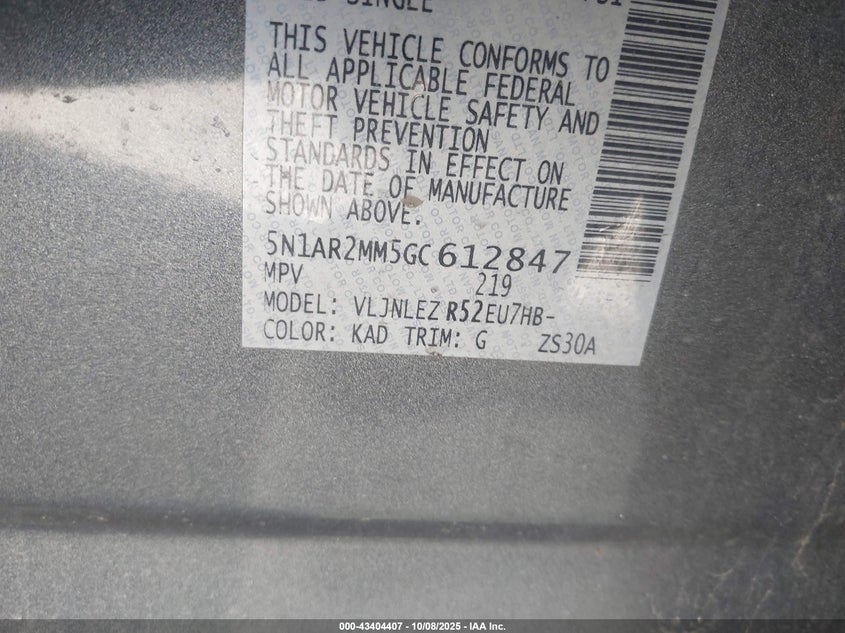 SINGLE
THIS VEHICLE CONFORMS TO
ALL APPLICABLE FEDERAL
MOTOR VEHICLE SAFETY AND
THEFT PREVENTION
STANDARDS IN EFFECT ON
THE DATE OF MANUFACTURE
SHOWN ABOVE.
5N1AR2MM5GC612847
MPV 219
MODEL: VLJNLEZ R52EU7HB-
COLOR: KAD TRIM: G ZS30A
000-43404407 - 10/08/2025 - IAA Inc.